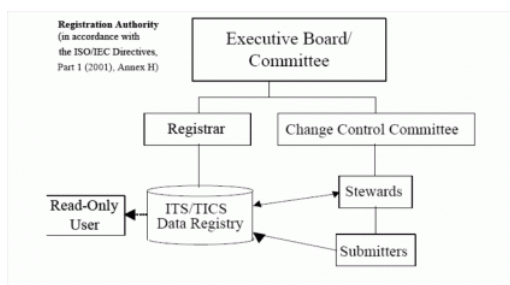 Registration Authority
(in accordance with
the ISO/IEC Directives,
Part 1 (2001), Annex H)
Executive Board/
Committee
Registrar
Change Control Committee
Read-Only
User
ITS/TICS
Data Registry
Stewards
Submitters